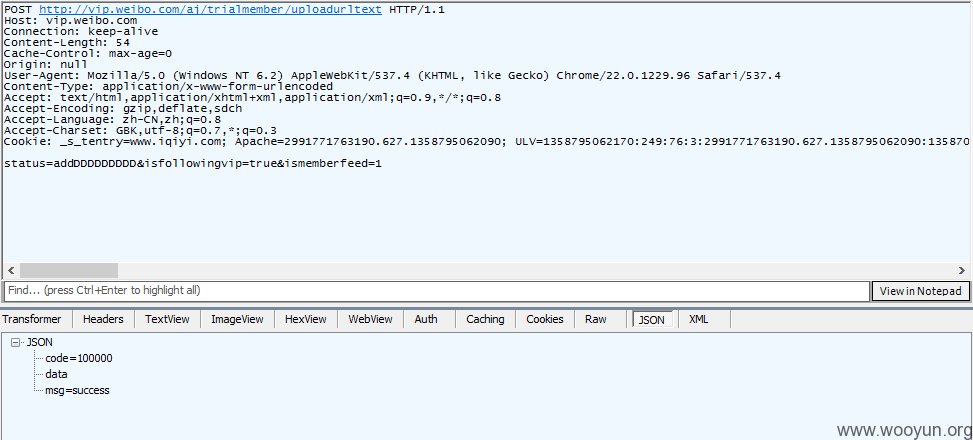 POST http://vip.weibo.com/aj/trialmember/uploadurltext HTTP/1.1
Host: vip.weibo.com
Connection: keep-alive
Content-Length: 54
Cache-Control: max-age=0
Origin: null
User-Agent: Mozilla/5.0 (Windows NT 6.2) AppleWebKit/537.4 (KHTML, like Gecko) Chrome/22.0.1229.96 Safari/537.4
Content-Type: application/x-www-form-urlencoded
Accept: text/html,application/xhtml+xml,application/xml;q=0.9,*/*;q=0.8
Accept-Encoding: gzip,deflate,sdch
Accept-Language: zh-CN,zh;q=0.8
Accept-Charset: GBK,utf-8;q=0.7,*;q=0.3
Cookie: _s_tentry=www.iqiyi.com; Apache=2991771763190.627.1358795062090; ULV=1358795062170:249:76:3:2991771763190.627.1358795062090:135870
status=addDDDDDDDDD&isfollowingvip=true&ismemberfeed=1
Find... (press Ctrl+Enter to highlight all) View in Notepad
Transformer Headers TextView ImageView HexView WebView Auth Caching Cookies Raw JSON XML
JSON
code=100000
data
msg=success
www.wooyun.org